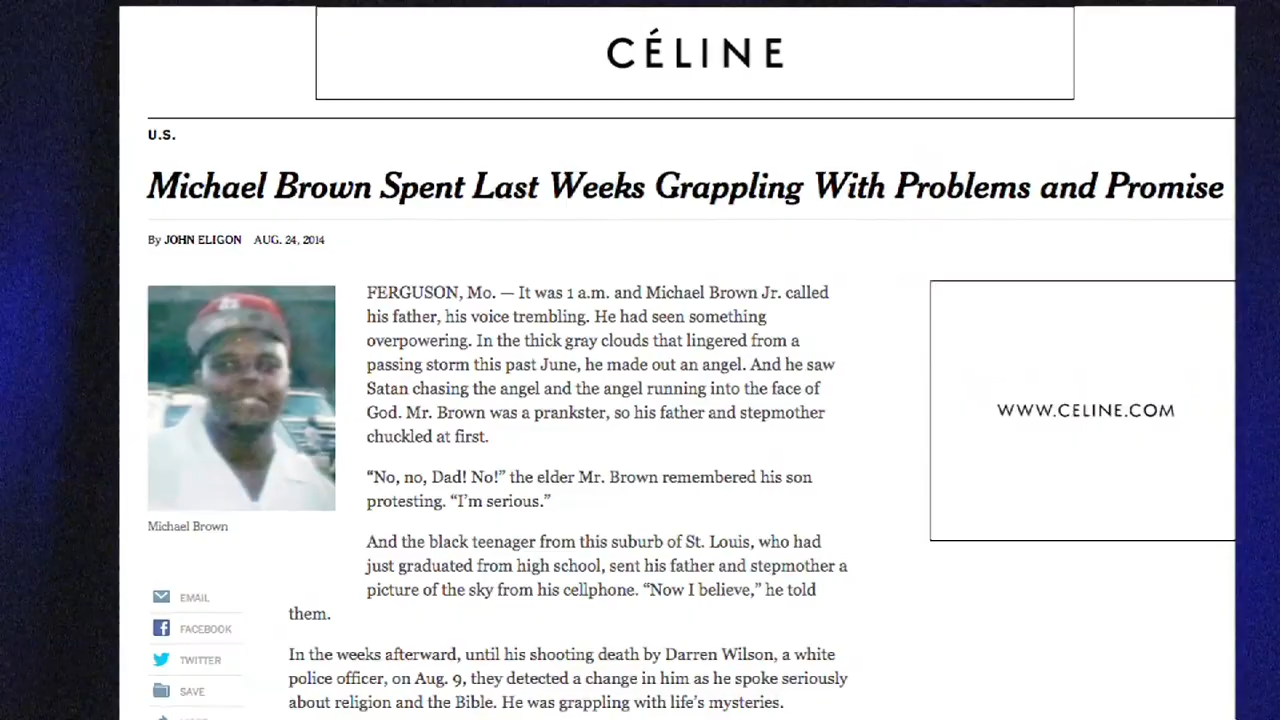 CÉLINE
U.S.
Michael Brown Spent Last Weeks Grappling With Problems and Promise
By JOHN ELIGON AUG. 24, 2014
FERGUSON, Mo. — It was 1 a.m. and Michael Brown Jr. called
his father, his voice trembling. He had seen something
overpowering. In the thick gray clouds that lingered from a
passing storm this past June, he made out an angel. And he saw
Satan chasing the angel and the angel running into the face of
God. Mr. Brown was a prankster, so his father and stepmother
chuckled at first.
“No, no, Dad! No!” the elder Mr. Brown remembered his son
protesting. “I’m serious.”
And the black teenager from this suburb of St. Louis, who had
just graduated from high school, sent his father and stepmother a
picture of the sky from his cellphone. “Now I believe,” he told
them.
In the weeks afterward, until his shooting death by Darren Wilson, a white
police officer, on Aug. 9, they detected a change in him as he spoke seriously
about religion and the Bible. He was grappling with life’s mysteries.
Michael Brown
EMAIL
FACEBOOK
TWITTER
SAVE
WWW.CELINE.COM